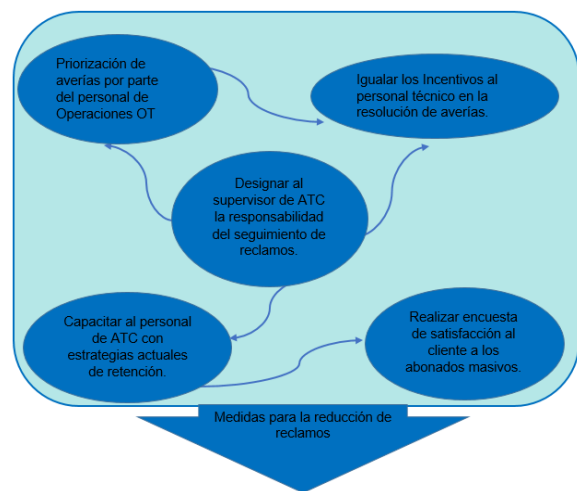 Priorización de
averías por parte
del personal de
Operaciones OT
Igualar los Incentivos al
personal técnico en la
resolución de averías.
Designar al
supervisor de ATC
la responsabilidad
del seguimiento de
reclamos.
Capacitar al personal
de ATC con
estrategias actuales
de retención.
Realizar encuesta
de satisfacción al
cliente a los
abonados masivos.
Medidas para la reducción de
reclamos